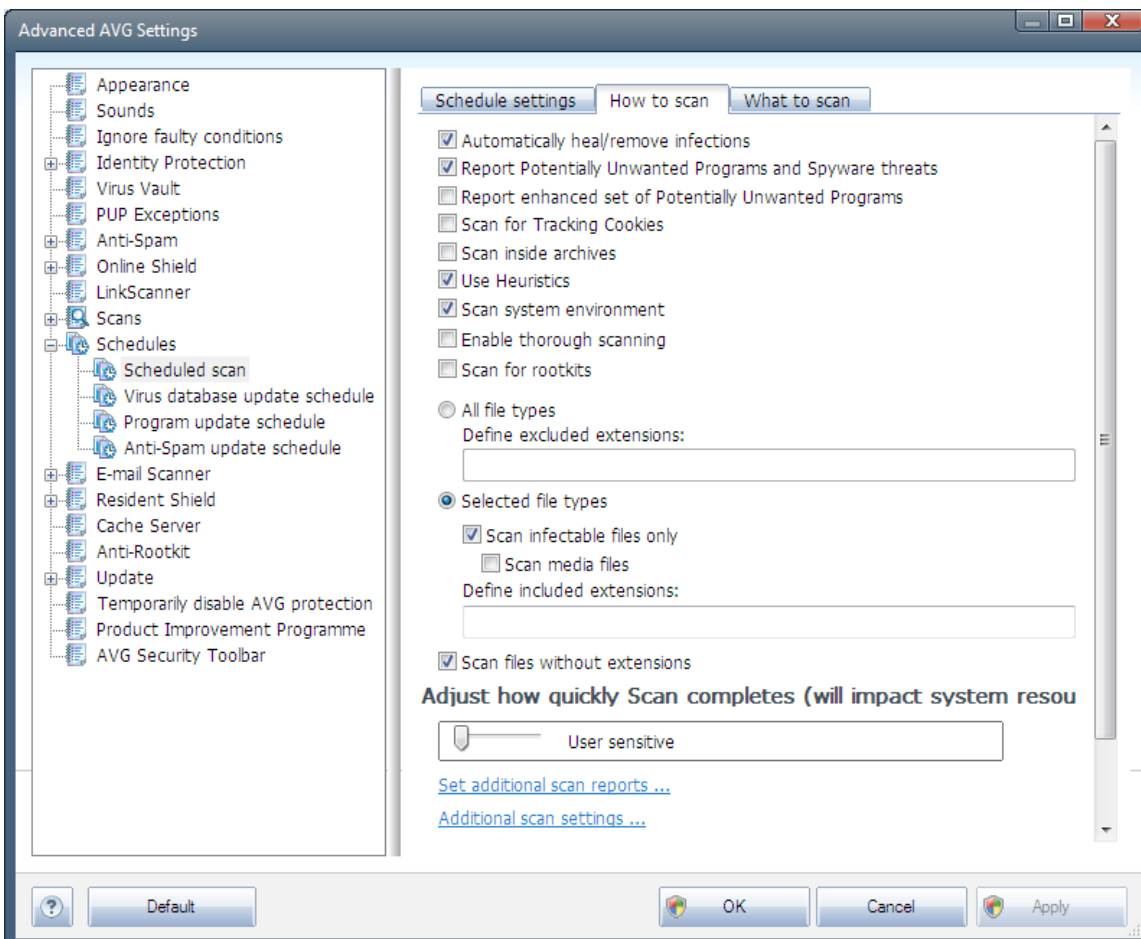 Advanced AVG Settings
Appearance
Sounds
Ignore faulty conditions
Identity Protection
Virus Vault
PUP Exceptions
Anti-Spam
Online Shield
LinkScanner
Scans
Schedules
Scheduled scan
Virus database update schedule
Program update schedule
Anti-Spam update schedule
E-mail Scanner
Resident Shield
Cache Server
Anti-Rootkit
Update
Temporarily disable AVG protection
Product Improvement Programme
AVG Security Toolbar
Schedule settings How to scan What to scan
Automatically heal/remove infections
Report Potentially Unwanted Programs and Spyware threats
Report enhanced set of Potentially Unwanted Programs
Scan for Tracking Cookies
Scan inside archives
Use Heuristics
Scan system environment
Enable thorough scanning
Scan for rootkits
All file types
Define excluded extensions:
Selected file types
Scan infectable files only
Scan media files
Define included extensions:
Scan files without extensions
Adjust how quickly Scan completes (will impact system resou
User sensitive
Set additional scan reports ...
Additional scan settings ...
? Default OK Cancel Apply